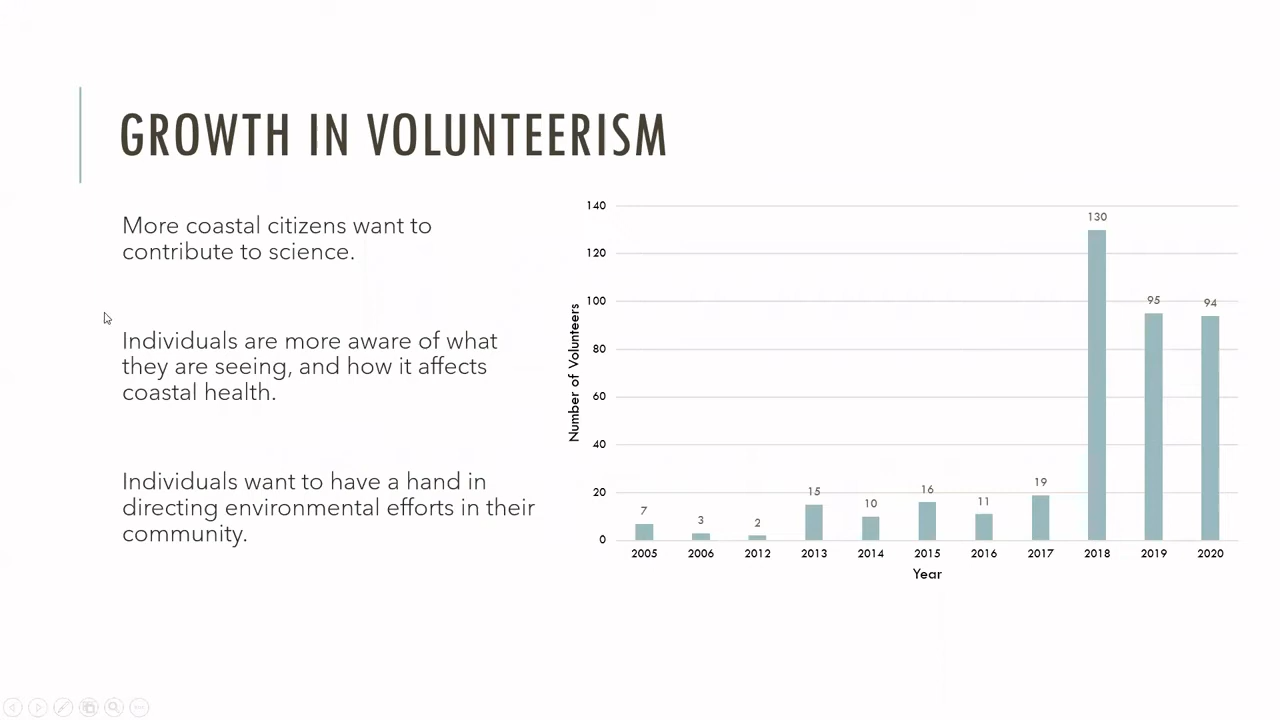 GROWTH IN VOLUNTEERISM
More coastal citizens want to
contribute to science.
Individuals are more aware of what
they are seeing, and how it affects
coastal health.
Individuals want to have a hand in
directing environmental efforts in their
community.
Number of Volunteers
140
120
100
80
60
40
20
0
7 3 2 15 10 16 11 19 130 95 94
2005 2006 2012 2013 2014 2015 2016 2017 2018 2019 2020
Year